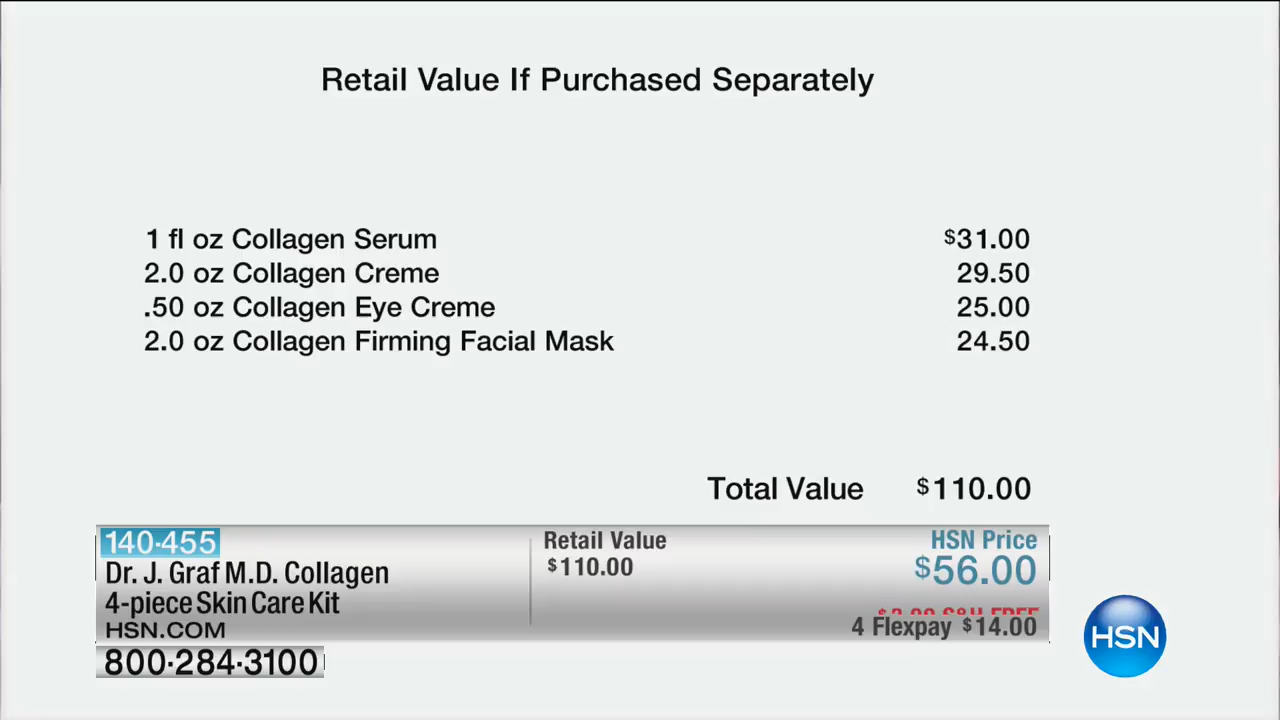 Retail Value If Purchased Separately
1 fl oz Collagen Serum $31.00
2.0 oz Collagen Creme 29.50
.50 oz Collagen Eye Creme 25.00
2.0 oz Collagen Firming Facial Mask 24.50
Total Value $110.00
140·455
Dr. J. Graf M.D. Collagen
4-piece Skin Care Kit
HSN.COM
800·284·3100
Retail Value
$110.00
HSN Price
$56.00
S&H FREE
4 Flexpay $14.00
HSN